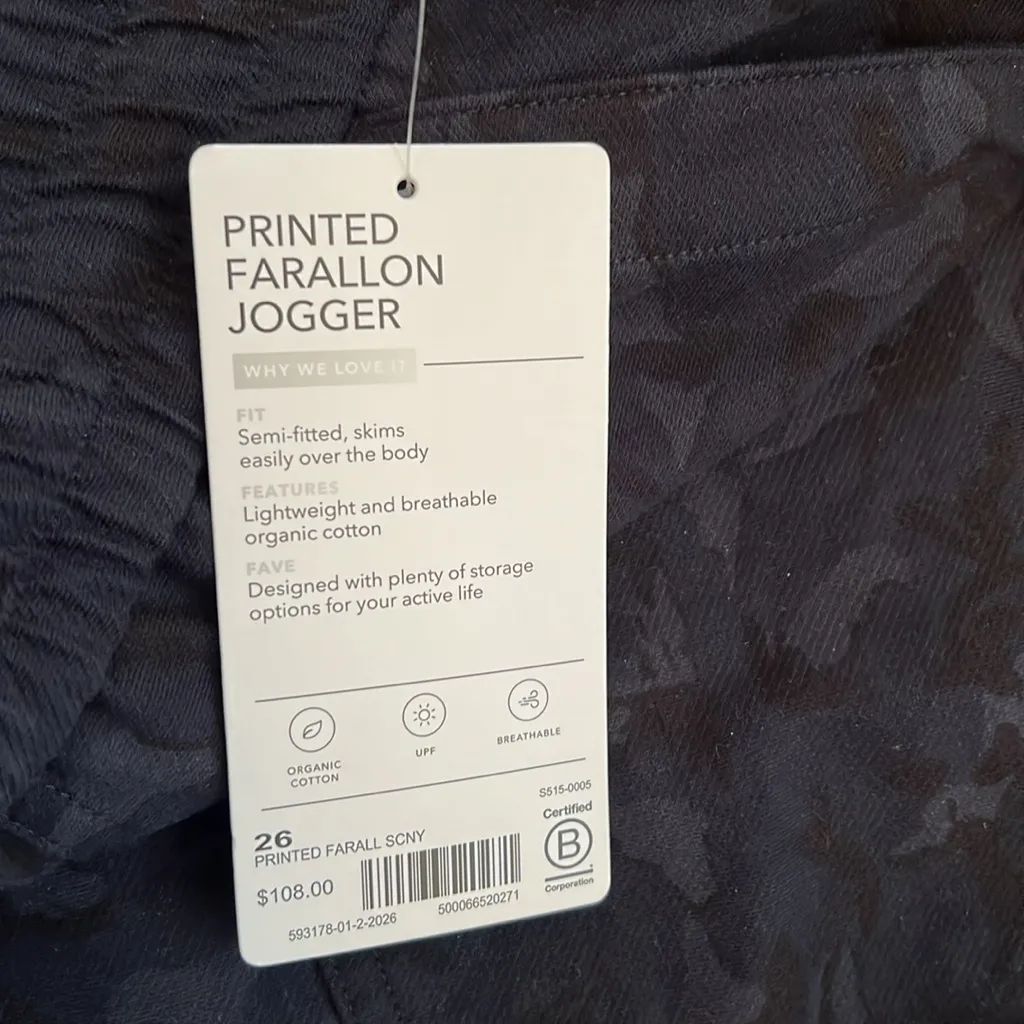 PRINTED
FARALLON
JOGGER
WHY WE LOVE IT
FIT
Semi-fitted, skims
easily over the body
FEATURES
Lightweight and breathable
organic cotton
FAVE
Designed with plenty of storage
options for your active life
ORGANIC
COTTON
UPF
BREATHABLE
S515-0005
26
PRINTED FARALL SCNY
$108.00
593178-01-2-2026
500066520271
Certified
B
Corporation